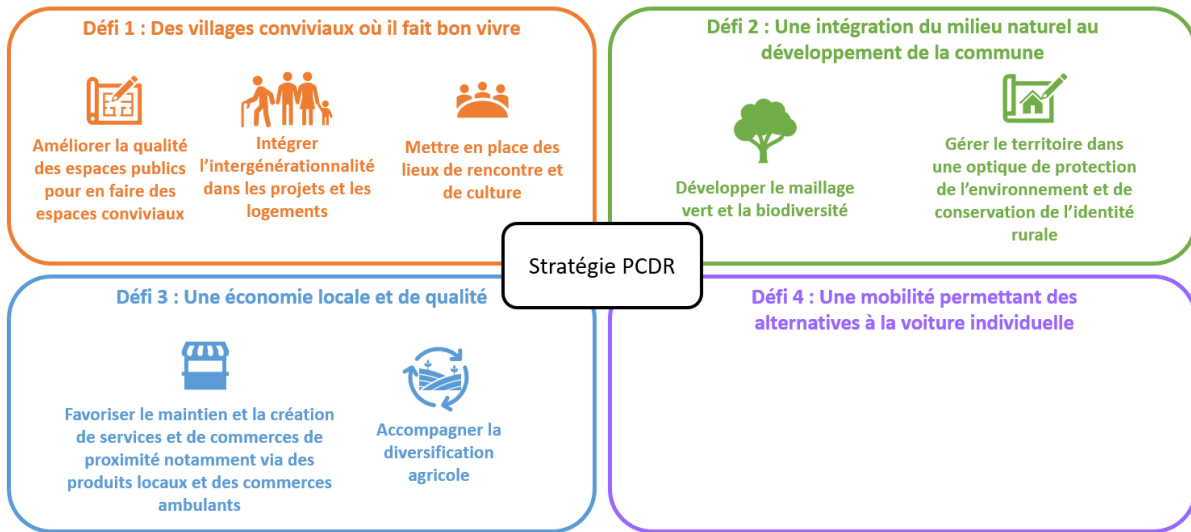 Défi 1 : Des villages conviviaux où il fait bon vivre
Améliorer la qualité
des espaces publics
pour en faire des
espaces conviviaux
Intégrer
l’intergénérationnalité
dans les projets et les
logements
Mettre en place des
lieux de rencontre et
de culture
Défi 2 : Une intégration du milieu naturel au
développement de la commune
Développer le maillage
vert et la biodiversité
Gérer le territoire dans
une optique de protection
de l’environnement et de
conservation de l’identité
rurale
Stratégie PCDR
Défi 3 : Une économie locale et de qualité
Favoriser le maintien et la création
de services et de commerces de
proximité notamment via des
produits locaux et des commerces
ambulants
Accompagner la
diversification
agricole
Défi 4 : Une mobilité permettant des
alternatives à la voiture individuelle